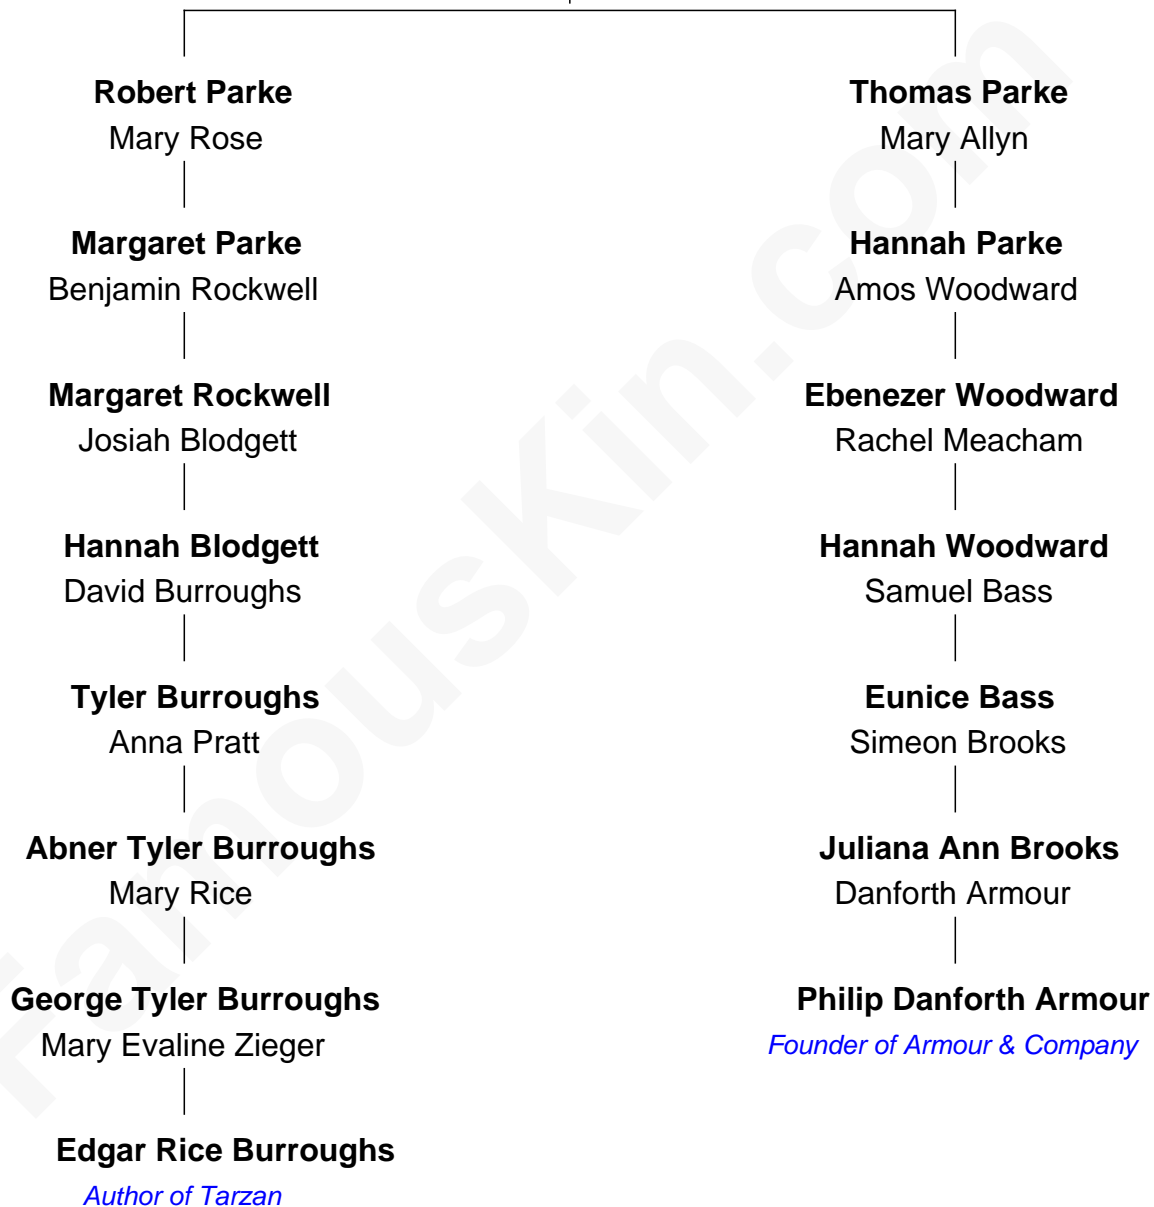 Robert Parke
Mary Rose
Margaret Parke
Benjamin Rockwell
Margaret Rockwell
Josiah Blodgett
Hannah Blodgett
David Burroughs
Tyler Burroughs
Anna Pratt
Abner Tyler Burroughs
Mary Rice
George Tyler Burroughs
Mary Evaline Zieger
Edgar Rice Burroughs
Author of Tarzan
Thomas Parke
Mary Allyn
Hannah Parke
Amos Woodward
Ebenezer Woodward
Rachel Meacham
Hannah Woodward
Samuel Bass
Eunice Bass
Simeon Brooks
Juliana Ann Brooks
Danforth Armour
Philip Danforth Armour
Founder of Armour & Company
FamousKin.com